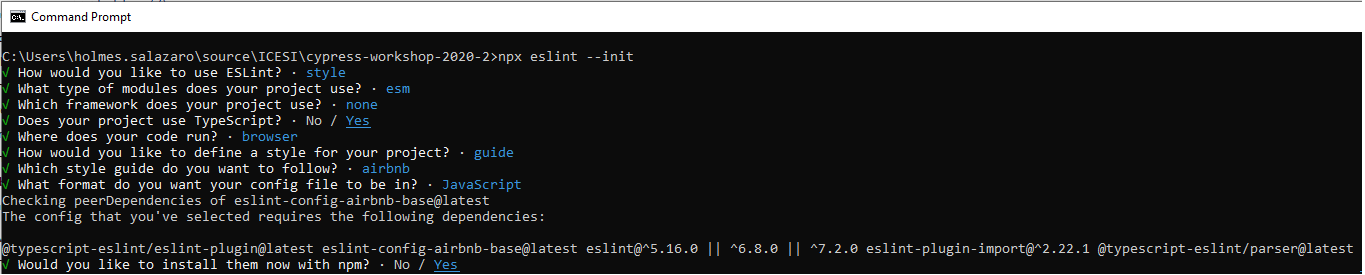 Command Prompt
C:\Users\holmes.salazaro\source\ICESI\cypress-workshop-2020-2>npx eslint --init
√ How would you like to use ESLint? · style
√ What type of modules does your project use? · esm
√ Which framework does your project use? · none
√ Does your project use TypeScript? · No / Yes
√ Where does your code run? · browser
√ How would you like to define a style for your project? · guide
√ Which style guide do you want to follow? · airbnb
√ What format do you want your config file to be in? · JavaScript
Checking peerDependencies of eslint-config-airbnb-base@latest
The config that you've selected requires the following dependencies:
@typescript-eslint/eslint-plugin@latest eslint-config-airbnb-base@latest eslint@^5.16.0 || ^6.8.0 || ^7.2.0 eslint-plugin-import@^2.22.1 @typescript-eslint/parser@latest
√ Would you like to install them now with npm? · No / Yes